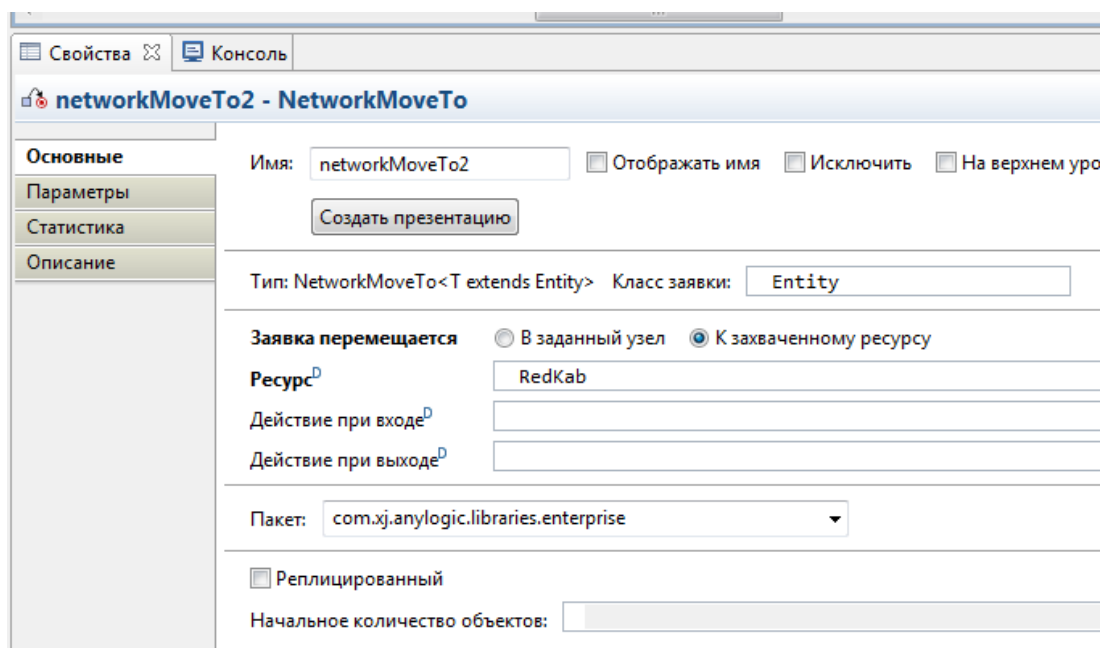 Свойства Консоль
networkMoveTo2 - NetworkMoveTo
Основные
Параметры
Статистика
Описание
Имя: networkMoveTo2 Отображать имя Исключить На верхнем уро
Создать презентацию
Тип: NetworkMoveTo<T extends Entity> Класс заявки: Entity
Заявка перемещается В заданный узел К захваченному ресурсу
Ресурс D RedKab
Действие при входе D
Действие при выходе D
Пакет: com.xj.anylogic.libraries.enterprise
Реплицированный
Начальное количество объектов: